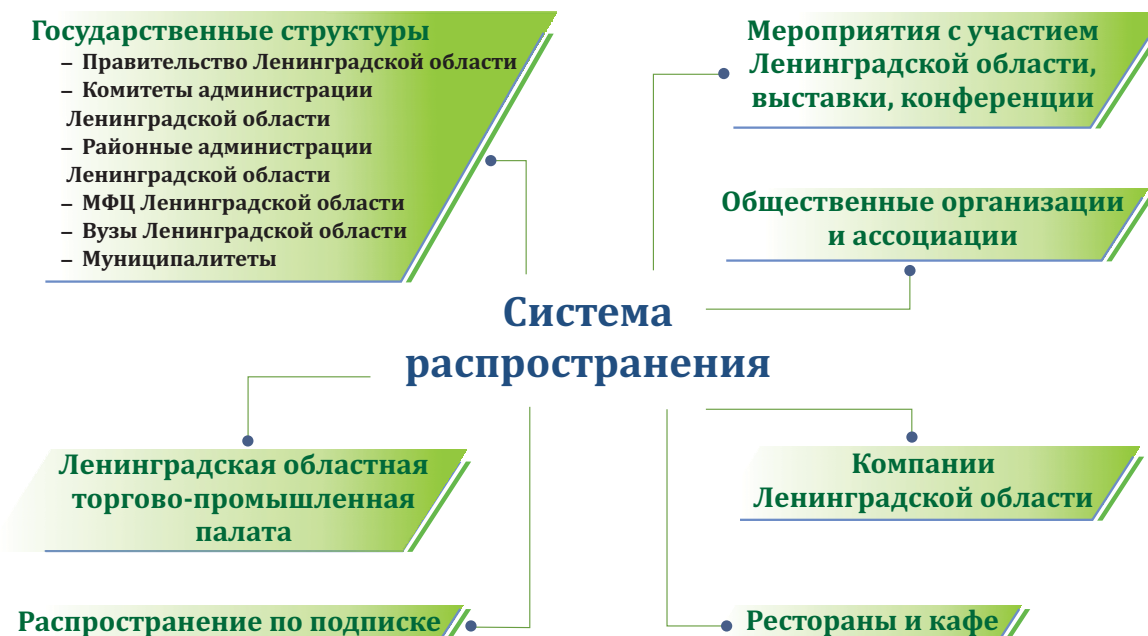 Государственные структуры
– Правительство Ленинградской области
– Комитеты администрации
Ленинградской области
– Районные администрации
Ленинградской области
– МФЦ Ленинградской области
– Вузы Ленинградской области
– Муниципалитеты
Мероприятия с участием
Ленинградской области,
выставки, конференции
Общественные организации
и ассоциации
Система
распространения
Ленинградская областная
торгово-промышленная
палата
Компании
Ленинградской области
Распространение по подписке
Рестораны и кафе